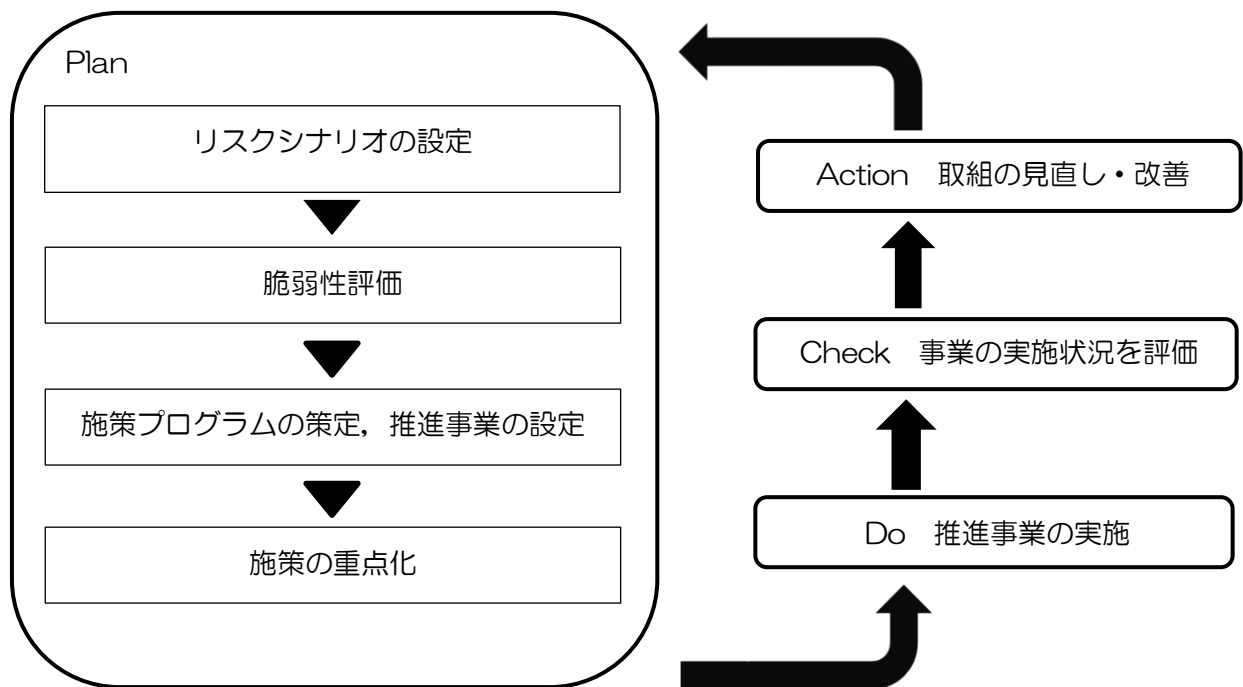 Plan
リスクシナリオの設定
脆弱性評価
施策プログラムの策定，推進事業の設定
施策の重点化
Action　取組の見直し・改善
Check　事業の実施状況を評価
Do　推進事業の実施